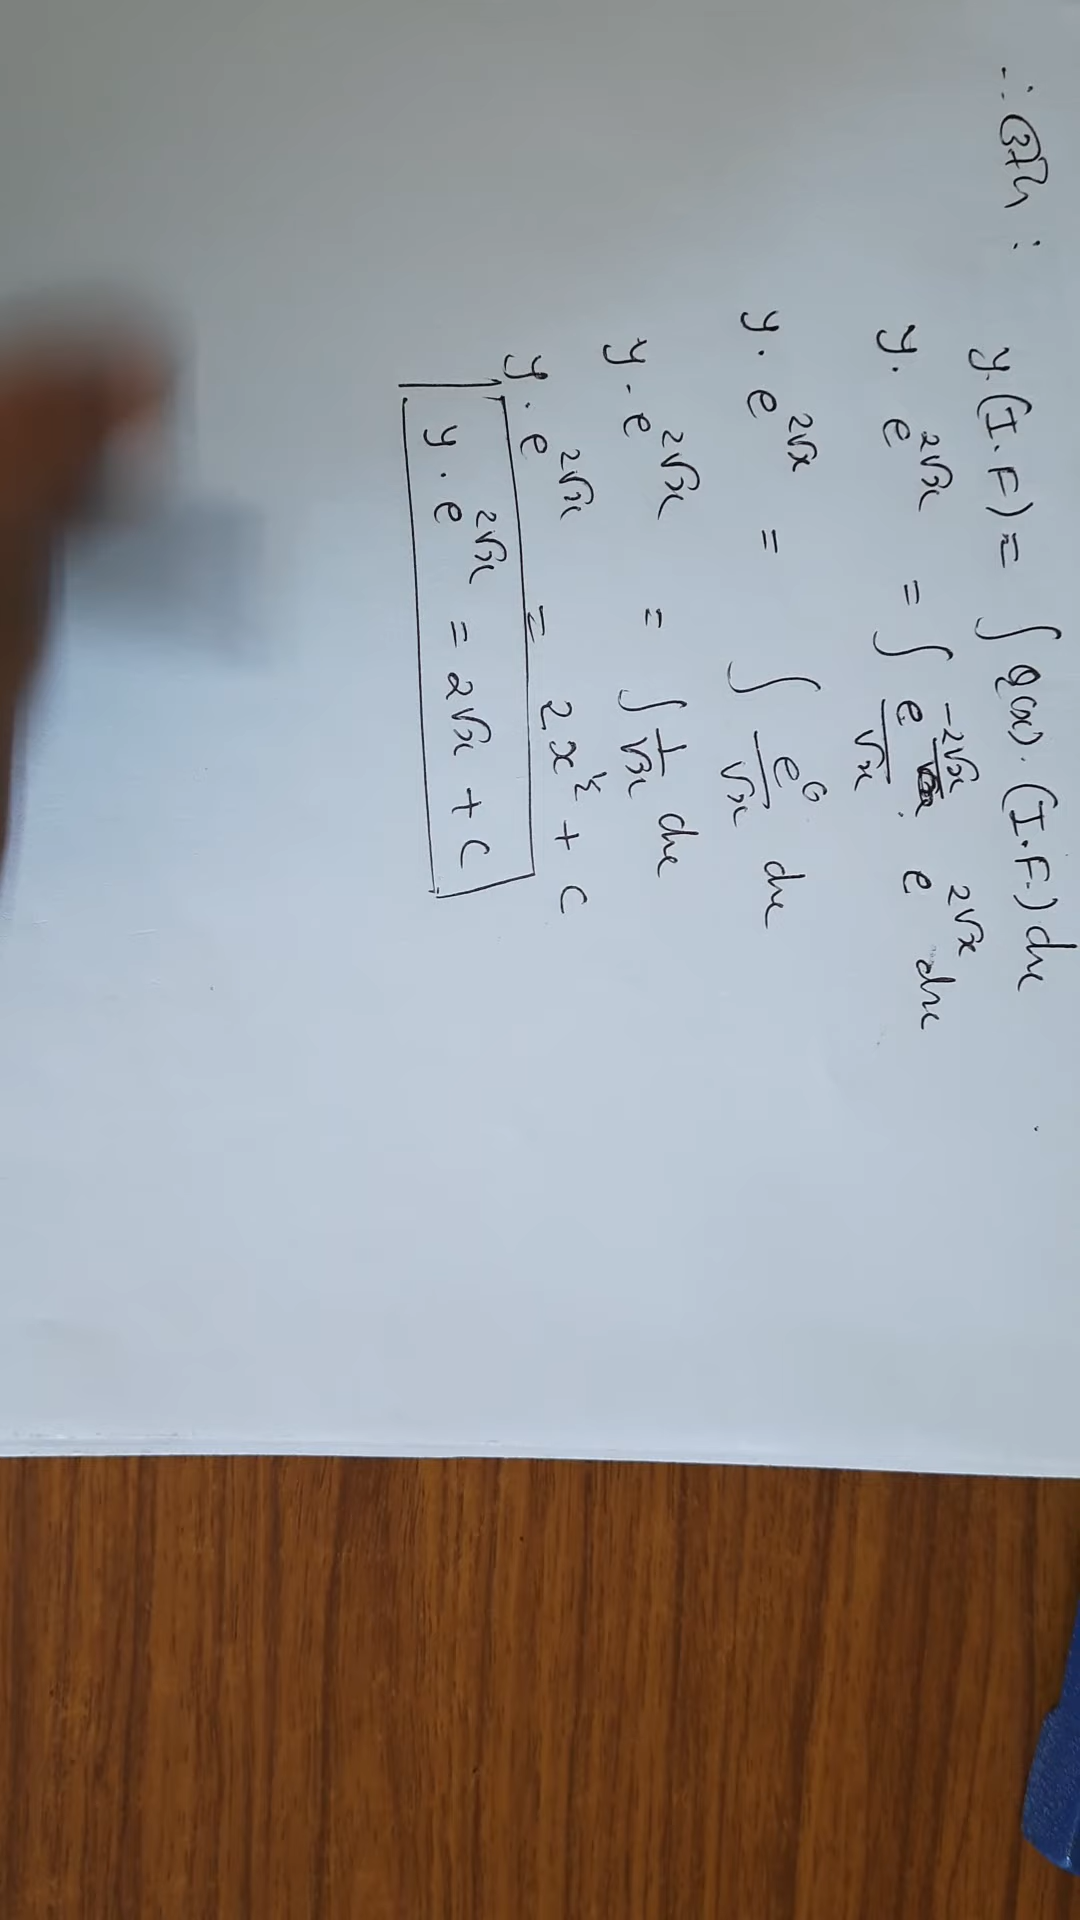 ∴ उत्तर :
y.(I.F) = ∫ Q(x). (I.F.) dx
y. e^{2√x} = ∫ e^{-2√x}/√x . e^{2√x} dx
y. e^{2√x} = ∫ e^0/√x dx
y. e^{2√x} = ∫ 1/√x dx
y. e^{2√x} = 2x^{1/2} + c
y. e^{2√x} = 2√x + c